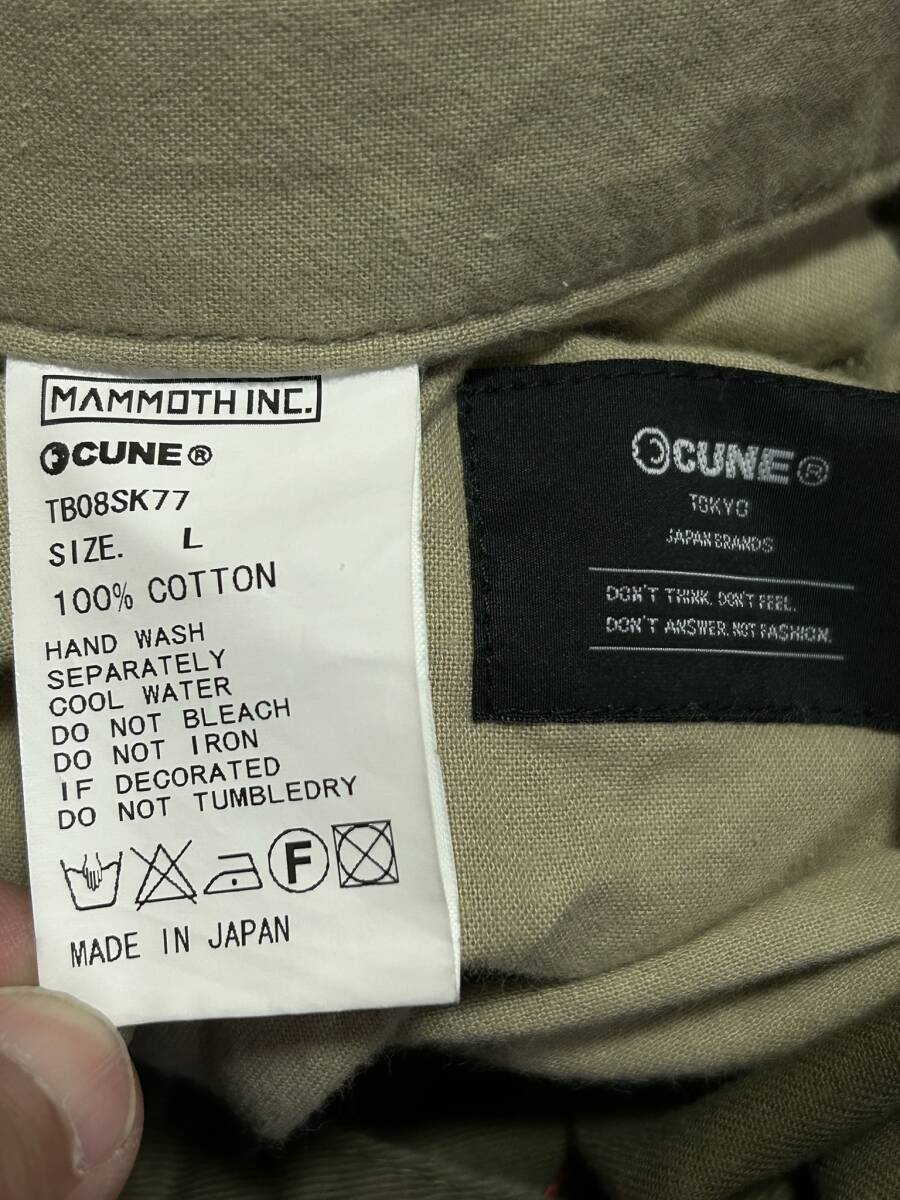 MAMMOTH INC.
CUNE®
TB08SK77
SIZE. L
100% COTTON
HAND WASH
SEPARATELY
COOL WATER
DO NOT BLEACH
DO NOT IRON
IF DECORATED
DO NOT TUMBLEDRY
F
MADE IN JAPAN
CUNE®
TOKYO
JAPAN BRANDS
DON'T THINK. DON'T FEEL.
DON'T ANSWER. NOT FASHION.